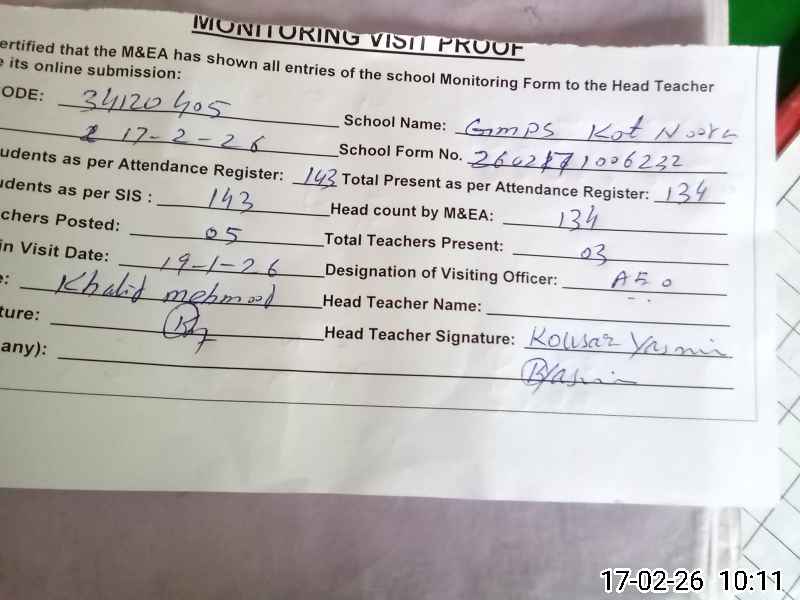 MONITORING VISIT PROOF
ertified that the M&EA has shown all entries of the school Monitoring Form to the Head Teacher
e its online submission:
ODE: 34120405 School Name: GMPS Kot Noora
17-2-26 School Form No. 1006232
udents as per Attendance Register: 143 Total Present as per Attendance Register: 134
udents as per SIS : 143 Head count by M&EA: 134
chers Posted: 05 Total Teachers Present: 03
in Visit Date: 19-1-26 Designation of Visiting Officer: AEO
e: Khalid mehmood Head Teacher Name:
ture: Head Teacher Signature: Kousar Yasmin
any): Yasmin
17-02-26 10:11